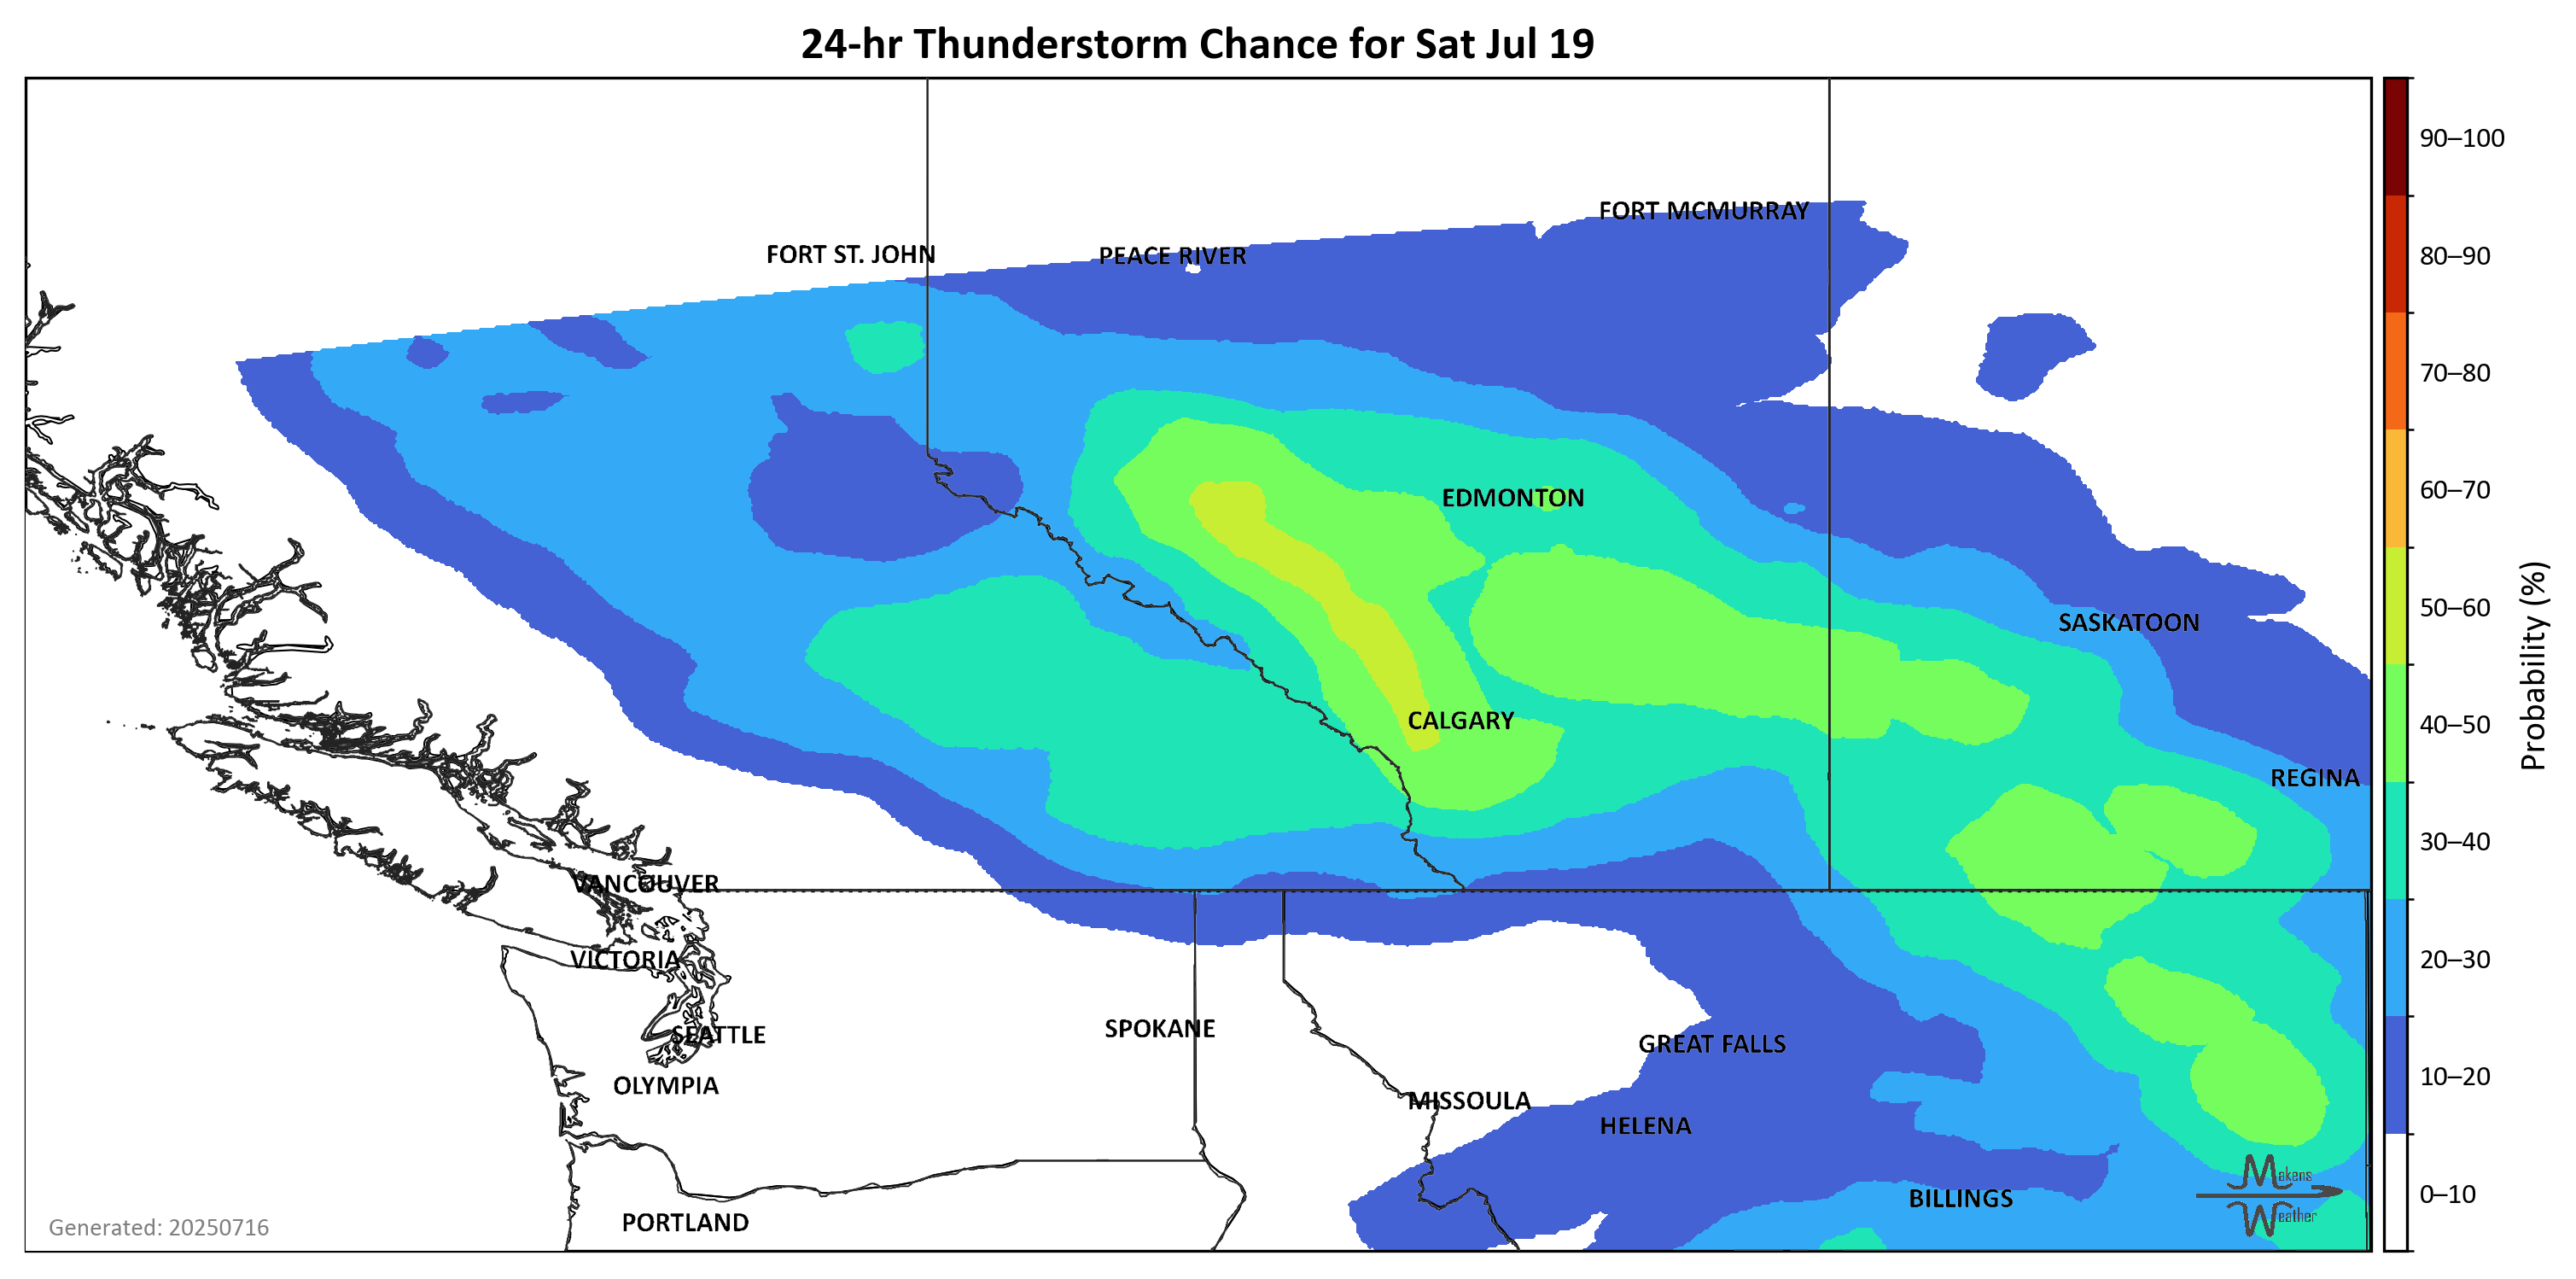 24-hr Thunderstorm Chance for Sat Jul 19
FORT MCMURRAY
FORT ST. JOHN
PEACE RIVER
EDMONTON
SASKATOON
CALGARY
REGINA
VANCOUVER
VICTORIA
SPOKANE
SEATTLE
GREAT FALLS
OLYMPIA
MISSOULA
HELENA
BILLINGS
PORTLAND
Makens
Weather
Generated: 20250716
90–100
80–90
70–80
60–70
50–60
40–50
30–40
20–30
10–20
0–10
Probability (%)